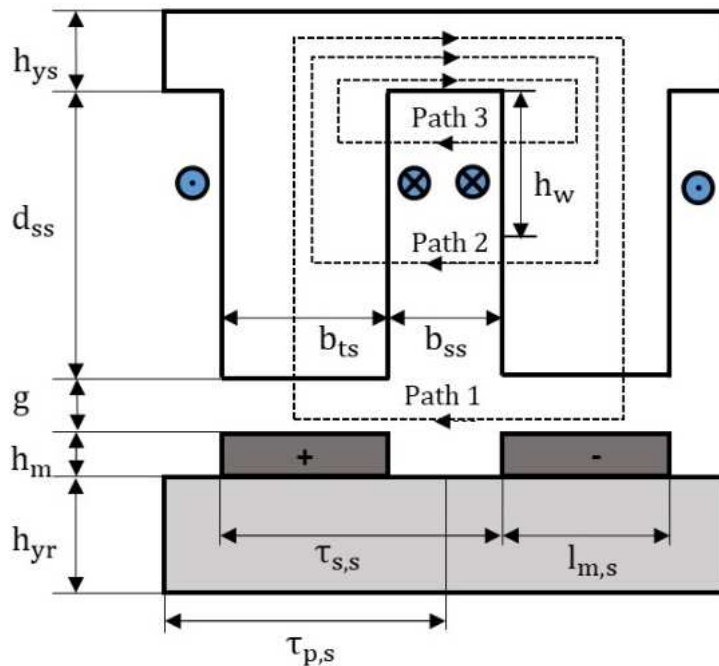 h_ys
Path 3
d_ss
h_w
Path 2
b_ts
b_ss
g
Path 1
h_m
+
-
h_yr
τ_s,s
l_m,s
τ_p,s